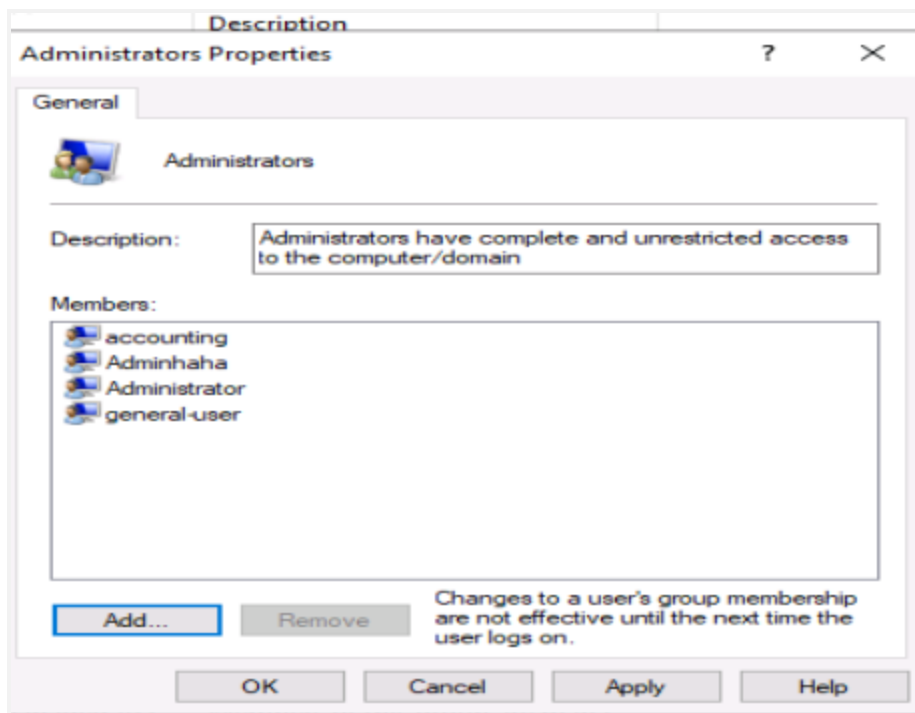 Description
Administrators Properties
?
General
Administrators
Description:
Administrators have complete and unrestricted access
to the computer/domain
Members:
accounting
Adminhaha
Administrator
general-user
Add...
Remove
Changes to a user's group membership
are not effective until the next time the
user logs on.
OK
Cancel
Apply
Help